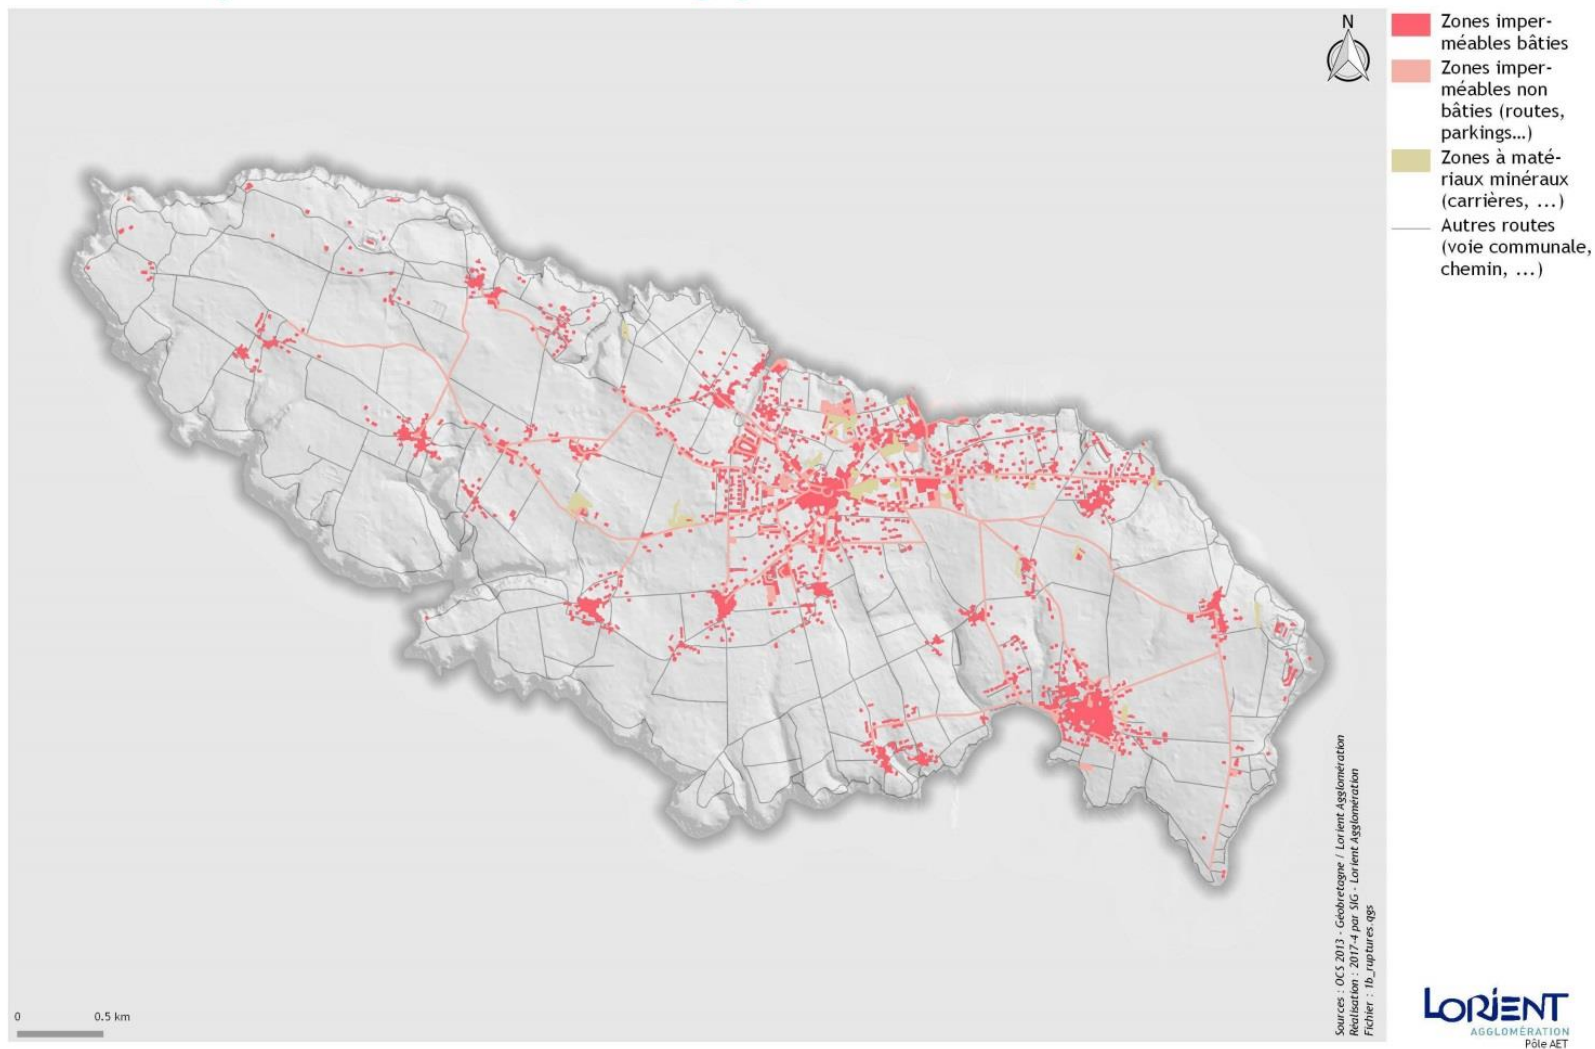 N
Zones imper-
méables bâties
Zones imper-
méables non
bâties (routes,
parkings...)
Zones à maté-
riaux minéraux
(carrières, ...)
Autres routes
(voie communale,
chemin, ...)
Sources : OCS 2013 - Géobretagne / Lorient Agglomération
Réalisation : 2017-4 par SIG - Lorient Agglomération
Fichier : 1b_ruptures.qgs
0 0.5 km
LORIENT
AGGLOMÉRATION
Pôle AET